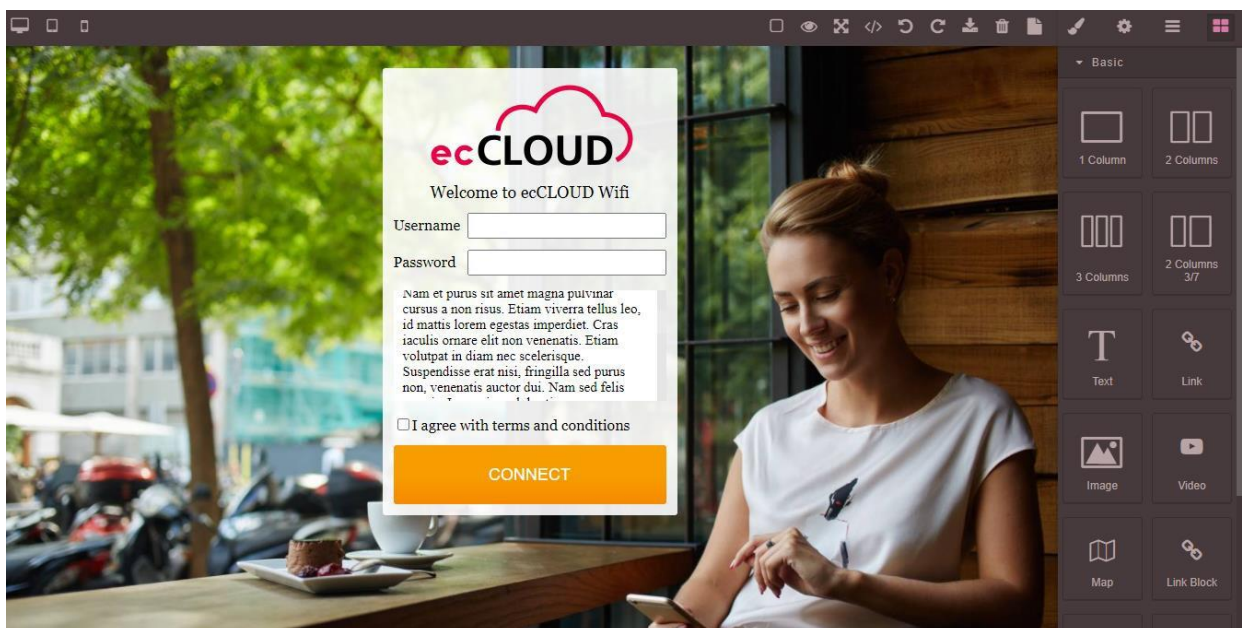 Basic
ecCLOUD
Welcome to ecCLOUD Wifi
Username
Password
Nam et purus sit amet magna pulvinar
cursus a non risus. Etiam viverra tellus leo,
id mattis lorem egestas imperdiet. Cras
iaculis ornare elit non venenatis. Etiam
volutpat in diam nec scelerisque.
Suspendisse erat nisi, fringilla sed purus
non, venenatis auctor dui. Nam sed felis
I agree with terms and conditions
CONNECT
1 Column
2 Columns
3 Columns
2 Columns
3/7
Text
Link
Image
Video
Map
Link Block